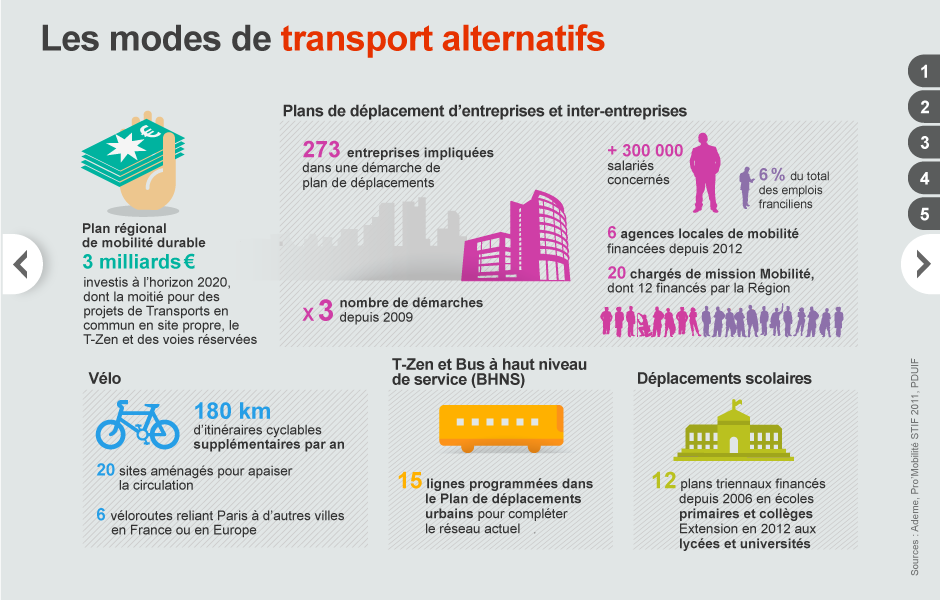 Les modes de transport alternatifs
1
2
3
4
5
Plan régional
de mobilité durable
3 milliards €
investis à l'horizon 2020,
dont la moitié pour des
projets de Transports en
commun en site propre, le
T-Zen et des voies réservées
Plans de déplacement d'entreprises et inter-entreprises
273 entreprises impliquées
dans une démarche de
plan de déplacements
x 3 nombre de démarches
depuis 2009
+ 300 000
salariés
concernés
6 % du total
des emplois
franciliens
6 agences locales de mobilité
financées depuis 2012
20 chargés de mission Mobilité,
dont 12 financés par la Région
Vélo
180 km
d'itinéraires cyclables
supplémentaires par an
20 sites aménagés pour apaiser
la circulation
6 véloroutes reliant Paris à d'autres villes
en France ou en Europe
T-Zen et Bus à haut niveau
de service (BHNS)
15 lignes programmées dans
le Plan de déplacements
urbains pour compléter
le réseau actuel
Déplacements scolaires
12 plans triennaux financés
depuis 2006 en écoles
primaires et collèges
Extension en 2012 aux
lycées et universités
Sources : Ademe, Pro'Mobilité STIF 2011, PDUIF